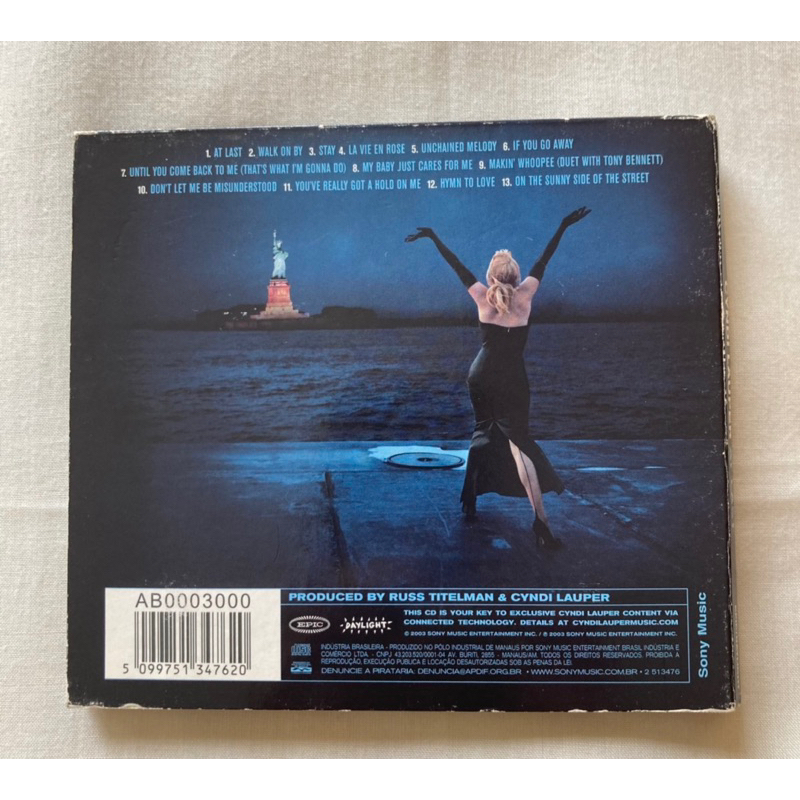 1. AT LAST 2. WALK ON BY 3. STAY 4. LA VIE EN ROSE 5. UNCHAINED MELODY 6. IF YOU GO AWAY
7. UNTIL YOU COME BACK TO ME (THAT'S WHAT I'M GONNA DO) 8. MY BABY JUST CARES FOR ME 9. MAKIN' WHOOPEE (DUET WITH TONY BENNETT)
10. DON'T LET ME BE MISUNDERSTOOD 11. YOU'VE REALLY GOT A HOLD ON ME 12. HYMN TO LOVE 13. ON THE SUNNY SIDE OF THE STREET
AB0003000
5 099751 347620
PRODUCED BY RUSS TITELMAN & CYNDI LAUPER
EPIC
DAYLIGHT
THIS CD IS YOUR KEY TO EXCLUSIVE CYNDI LAUPER CONTENT VIA
CONNECTED TECHNOLOGY. DETAILS AT CYNDILAUPERMUSIC.COM
© 2003 SONY MUSIC ENTERTAINMENT INC. / ℗ 2003 SONY MUSIC ENTERTAINMENT INC.
INDÚSTRIA BRASILEIRA - PRODUZIDO NO PÓLO INDUSTRIAL DE MANAUS POR SONY MUSIC ENTERTAINMENT BRASIL INDÚSTRIA E
COMÉRCIO LTDA. - CNPJ 43.203.520/0001-04 AV. BURITI, 3855 - MANAUS/AM. TODOS OS DIREITOS RESERVADOS. PROIBIDA A
REPRODUÇÃO, EXECUÇÃO PÚBLICA E LOCAÇÃO DESAUTORIZADAS SOB AS PENAS DA LEI.
DENUNCIE A PIRATARIA: DENUNCIA@APDIF.ORG.BR • WWW.SONYMUSIC.COM.BR • 2 513476
Sony Music